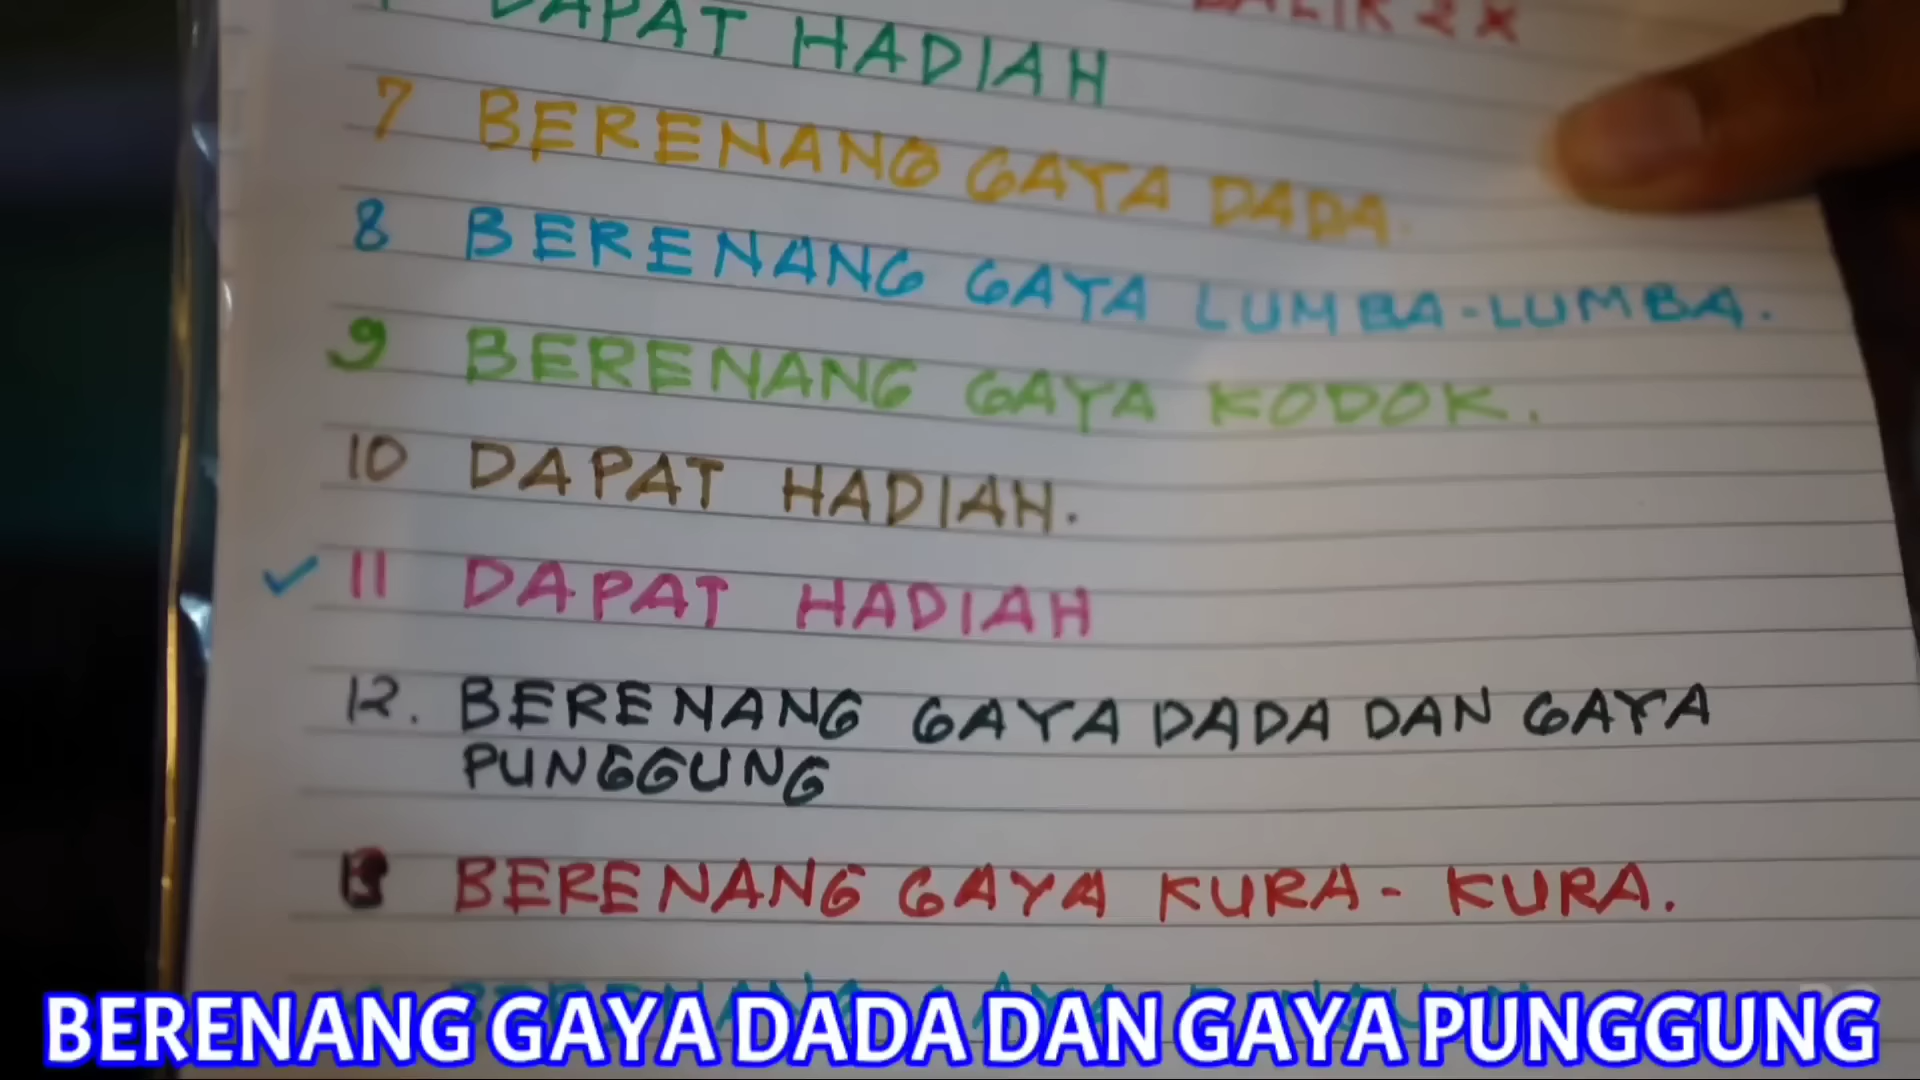 BALIK 2 X
DAPAT HADIAH
7 BERENANG GAYA DADA.
8 BERENANG GAYA LUMBA-LUMBA.
9 BERENANG GAYA KODOK.
10 DAPAT HADIAH.
✓ 11 DAPAT HADIAH
12. BERENANG GAYA DADA DAN GAYA
PUNGGUNG
13 BERENANG GAYA KURA - KURA.
BERENANG GAYA DADA DAN GAYA PUNGGUNG